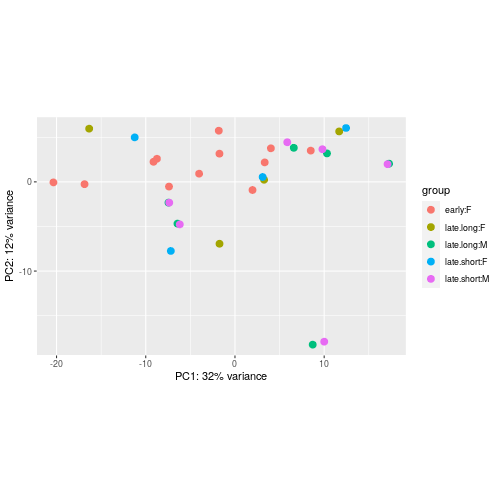 PC2: 12% variance
0
-10
-20
-10
0
10
PC1: 32% variance
group
early:F
late.long:F
late.long:M
late.short:F
late.short:M